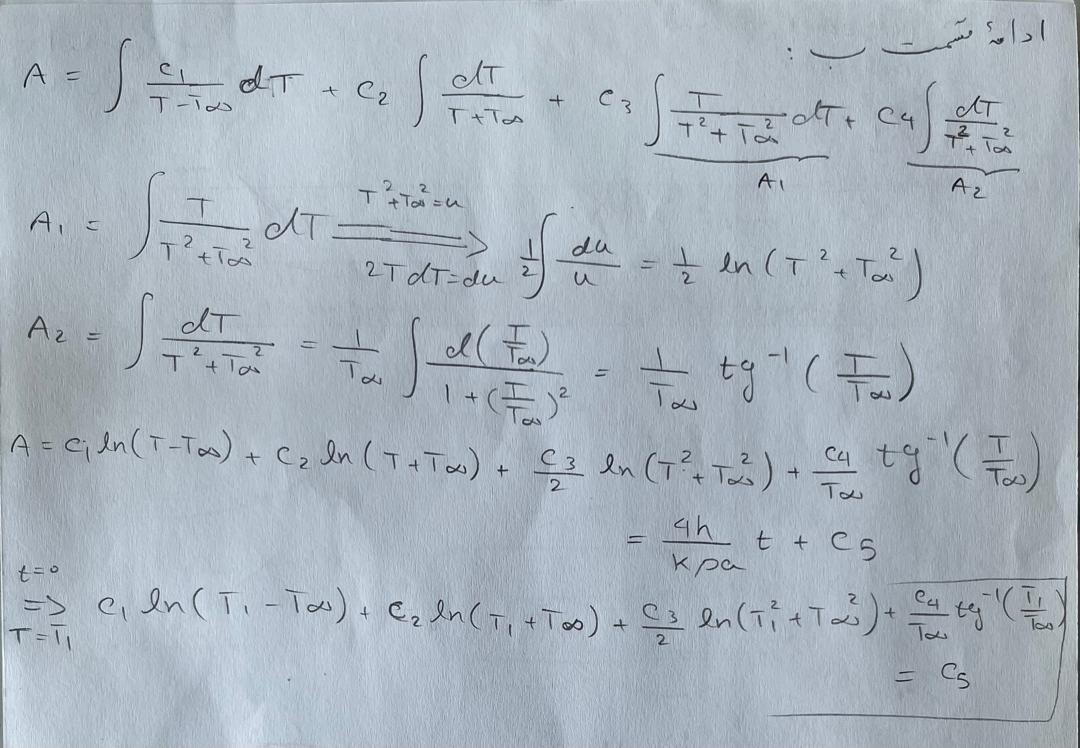 ادامهٔ قسمت ب :
A = ∫ c₁/(T-T∞) dT + c₂ ∫ dT/(T+T∞) + c₃ ∫ T/(T²+T∞²) dT + c₄ ∫ dT/(T²+T∞²)
A₁ A₂
A₁ = ∫ T/(T²+T∞²) dT ⟹ (T²+T∞²=u, 2TdT=du) 1/2 ∫ du/u = 1/2 ln(T²+T∞²)
A₂ = ∫ dT/(T²+T∞²) = 1/T∞ ∫ d(T/T∞)/(1+(T/T∞)²) = 1/T∞ tg⁻¹(T/T∞)
A = c₁ ln(T-T∞) + c₂ ln(T+T∞) + c₃/2 ln(T²+T∞²) + c₄/T∞ tg⁻¹(T/T∞)
= 4h/kρa t + c₅
t=0
⟹ c₁ ln(T₁-T∞) + c₂ ln(T₁+T∞) + c₃/2 ln(T₁²+T∞²) + c₄/T∞ tg⁻¹(T₁/T∞)
T=T₁
= c₅